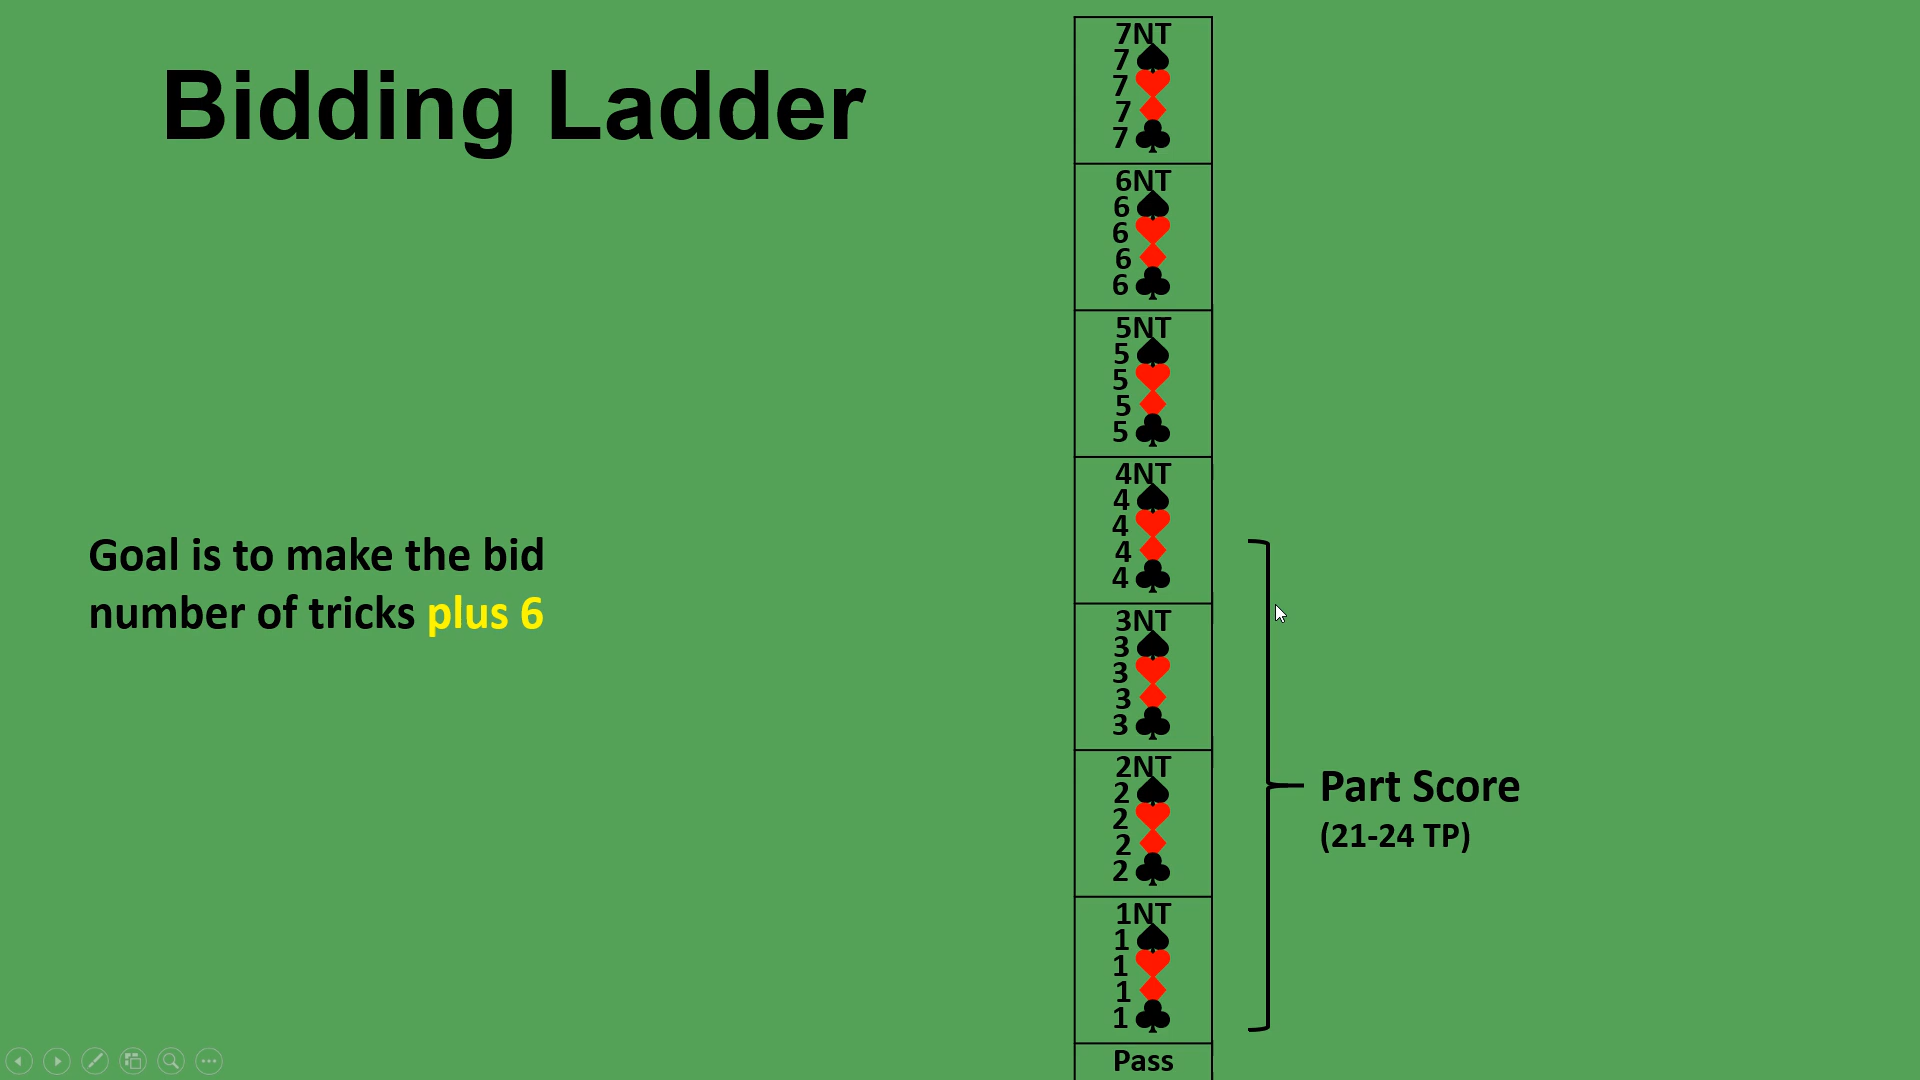 Bidding Ladder
Goal is to make the bid
number of tricks plus 6
7NT
7♠
7♥
7♦
7♣
6NT
6♠
6♥
6♦
6♣
5NT
5♠
5♥
5♦
5♣
4NT
4♠
4♥
4♦
4♣
3NT
3♠
3♥
3♦
3♣
2NT
2♠
2♥
2♦
2♣
1NT
1♠
1♥
1♦
1♣
Pass
Part Score
(21-24 TP)